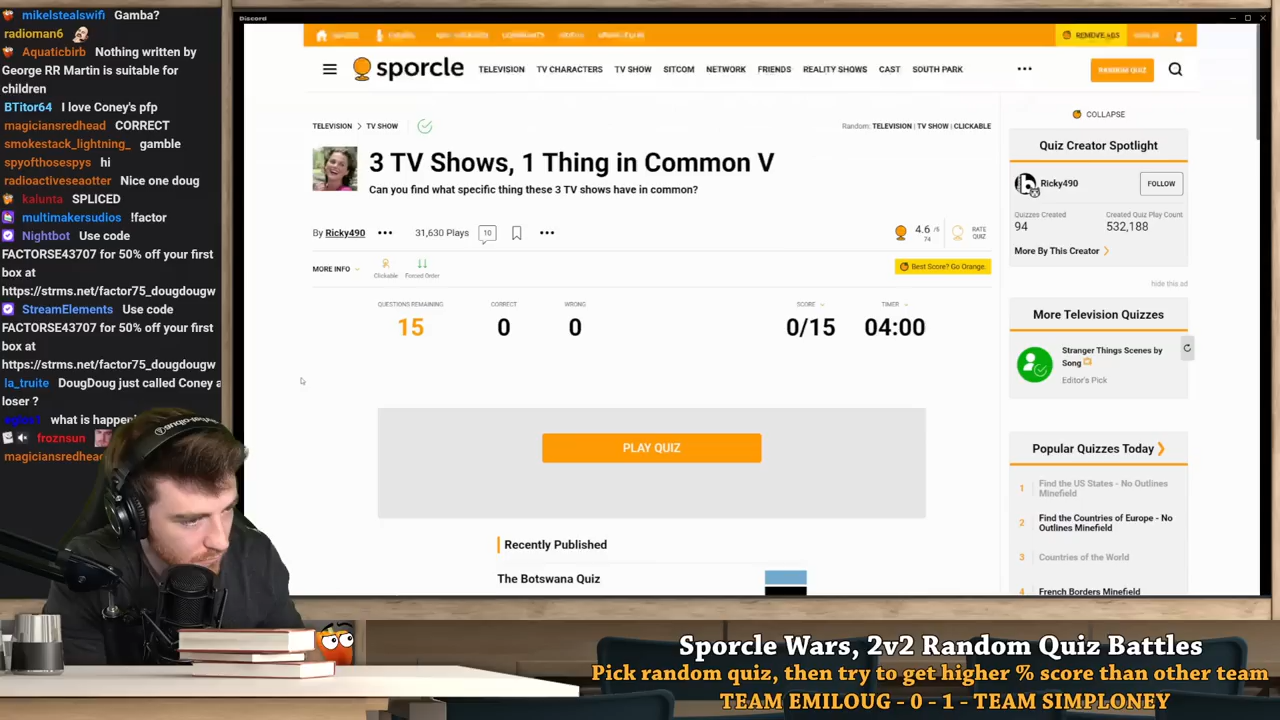 mikelstealswifi Gamba?
radioman6
Aquaticbirb Nothing written by
George RR Martin is suitable for
children
BTitor64 I love Coney's pfp
magiciansredhead CORRECT
smokestack_lightning_ gamble
spyofthosespys hi
radioactiveseaotter Nice one doug
kalunta SPLICED
multimakersudios !factor
Nightbot Use code
FACTORSE43707 for 50% off your first
box at
https://strms.net/factor75_dougdougw
StreamElements Use code
FACTORSE43707 for 50% off your first
box at
https://strms.net/factor75_dougdougw
la_truite DougDoug just called Coney a
loser ?
what is happen
froznsun
magiciansredhead
Discord
REMOVE ADS
sporcle
TELEVISION TV CHARACTERS TV SHOW SITCOM NETWORK FRIENDS REALITY SHOWS CAST SOUTH PARK
RANDOM QUIZ
TELEVISION > TV SHOW
Random: TELEVISION | TV SHOW | CLICKABLE
3 TV Shows, 1 Thing in Common V
Can you find what specific thing these 3 TV shows have in common?
By Ricky490 31,630 Plays 10
4.6 /5
74
RATE
QUIZ
MORE INFO
Clickable Forced Order
Best Score? Go Orange.
QUESTIONS REMAINING CORRECT WRONG SCORE TIMER
15 0 0 0/15 04:00
PLAY QUIZ
Recently Published
The Botswana Quiz
COLLAPSE
Quiz Creator Spotlight
Ricky490 FOLLOW
Quizzes Created Created Quiz Play Count
94 532,188
More By This Creator
hide this ad
More Television Quizzes
Stranger Things Scenes by
Song
Editor's Pick
Popular Quizzes Today
1 Find the US States - No Outlines
Minefield
2 Find the Countries of Europe - No
Outlines Minefield
3 Countries of the World
4 French Borders Minefield
Sporcle Wars, 2v2 Random Quiz Battles
Pick random quiz, then try to get higher % score than other team
TEAM EMILOUG - 0 - 1 - TEAM SIMPLONEY